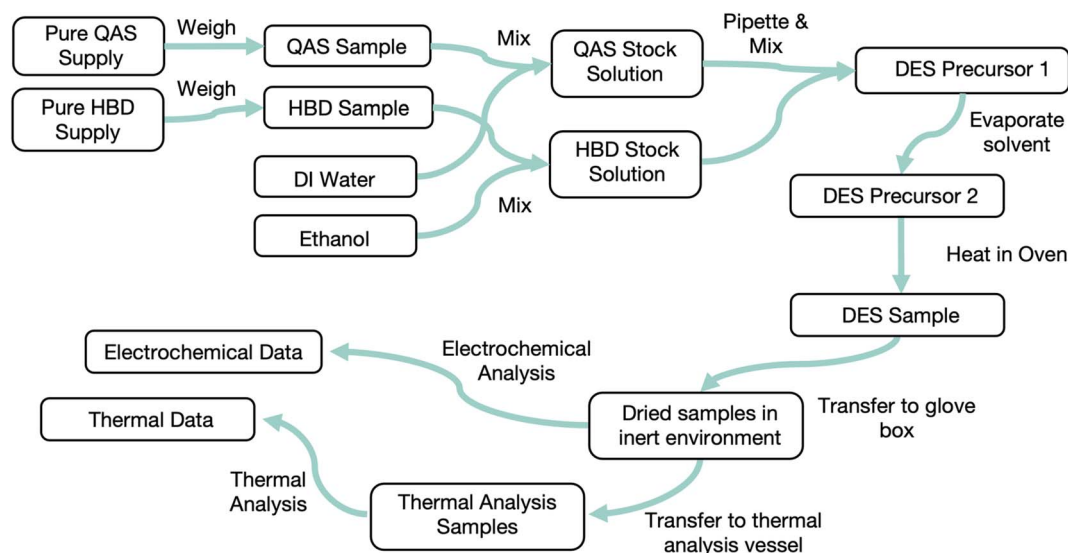 Pure QAS
Supply
Weigh
QAS Sample
Mix
QAS Stock
Solution
Pipette &
Mix
DES Precursor 1
Pure HBD
Supply
Weigh
HBD Sample
HBD Stock
Solution
Evaporate
solvent
DI Water
Mix
DES Precursor 2
Ethanol
Heat in Oven
DES Sample
Electrochemical Data
Electrochemical
Analysis
Dried samples in
inert environment
Transfer to glove
box
Thermal Data
Thermal
Analysis
Thermal Analysis
Samples
Transfer to thermal
analysis vessel